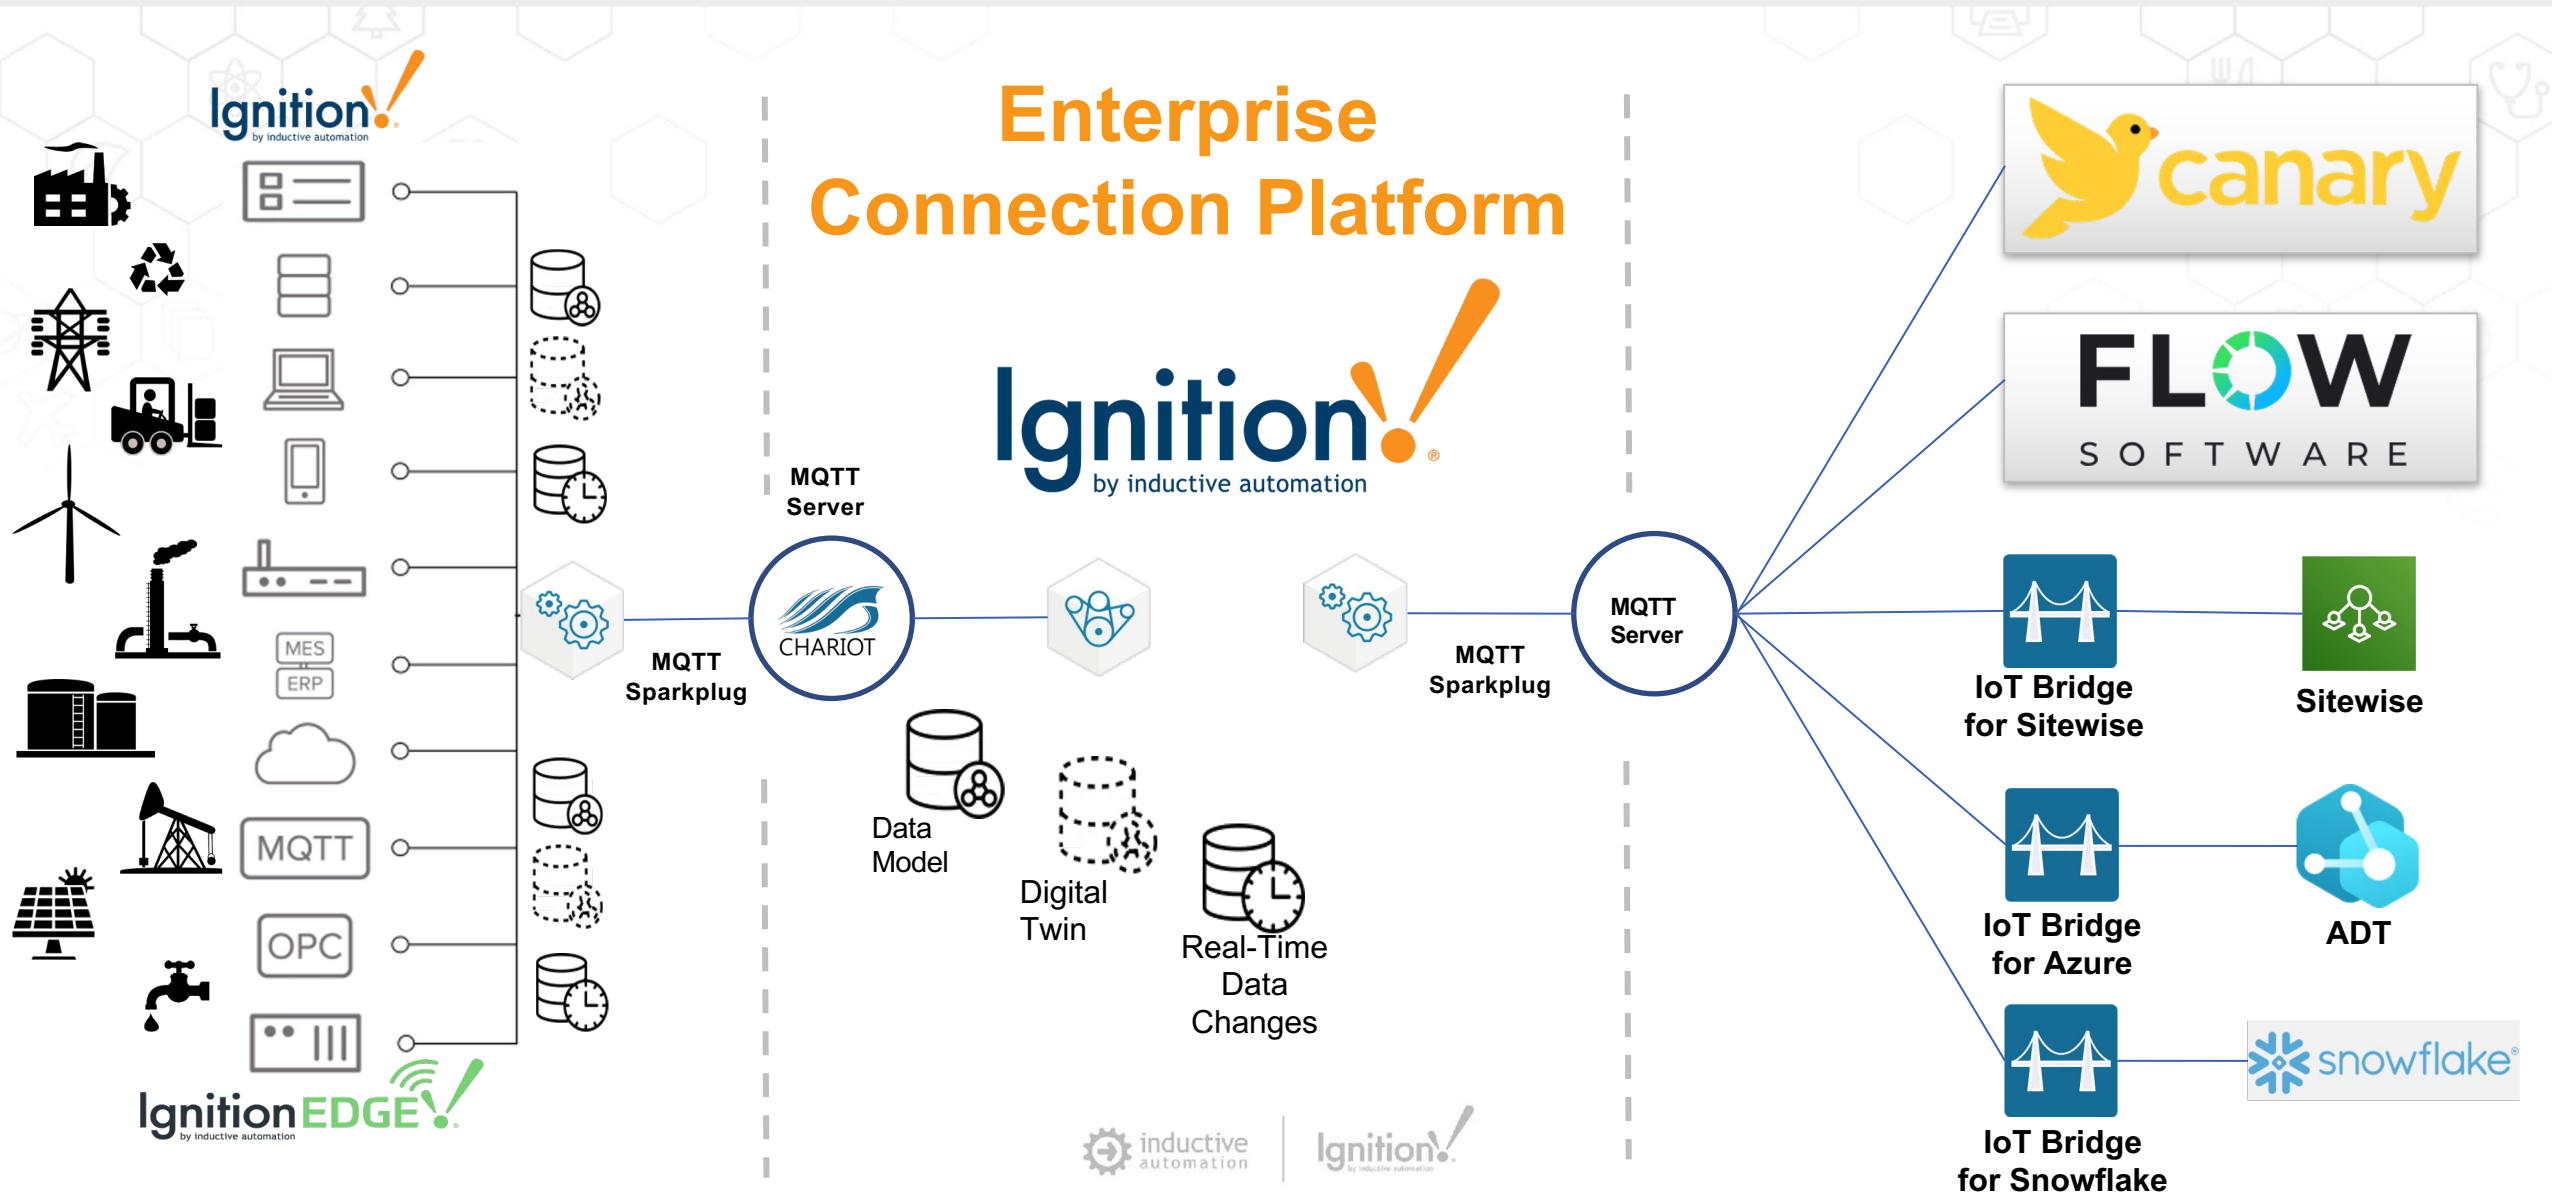 Ignition!
by inductive automation
MES
ERP
MQTT
OPC
Ignition EDGE!
by inductive automation
MQTT
Sparkplug
Enterprise
Connection Platform
Ignition!®
by inductive automation
MQTT
Server
CHARIOT
Data
Model
Digital
Twin
Real-Time
Data
Changes
MQTT
Sparkplug
inductive
automation
Ignition!
by inductive automation
MQTT
Server
canary
FLOW
SOFTWARE
IoT Bridge
for Sitewise
Sitewise
IoT Bridge
for Azure
ADT
IoT Bridge
for Snowflake
snowflake®